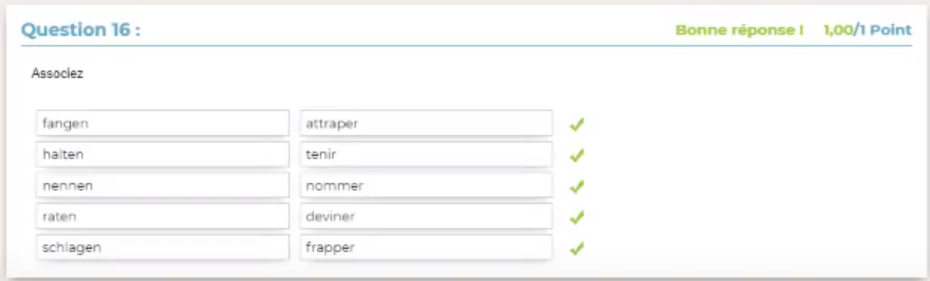 Question 16 : Bonne réponse ! 1,00/1 Point
Associez
fangen attraper
halten tenir
nennen nommer
raten deviner
schlagen frapper